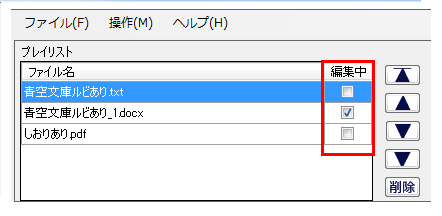 ファイル(F) 操作(M) ヘルプ(H)
プレイリスト
ファイル名 編集中
青空文庫ルビあり.txt
青空文庫ルビあり_1.docx
しおりあり.pdf
削除